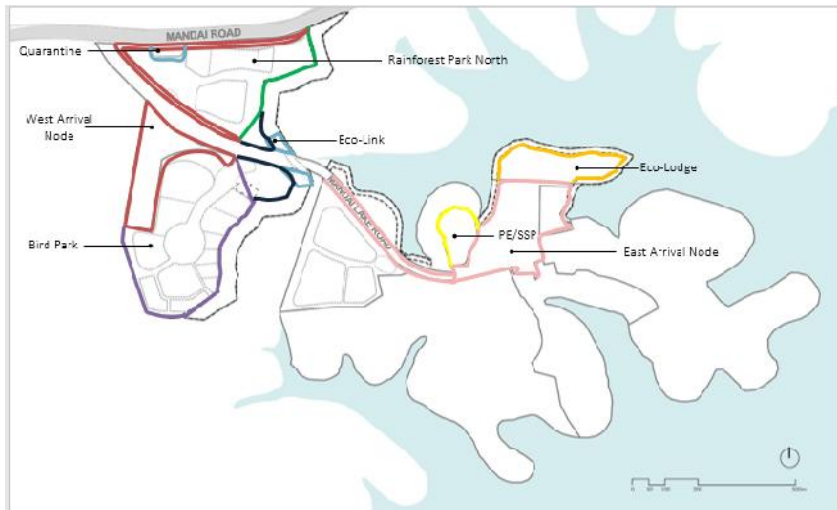 MANDAI ROAD
Quarantine
Rainforest Park North
West Arrival
Node
Eco-Link
Eco-Lodge
MANDAI LAKE ROAD
PE/SSP
Bird Park
East Arrival Node